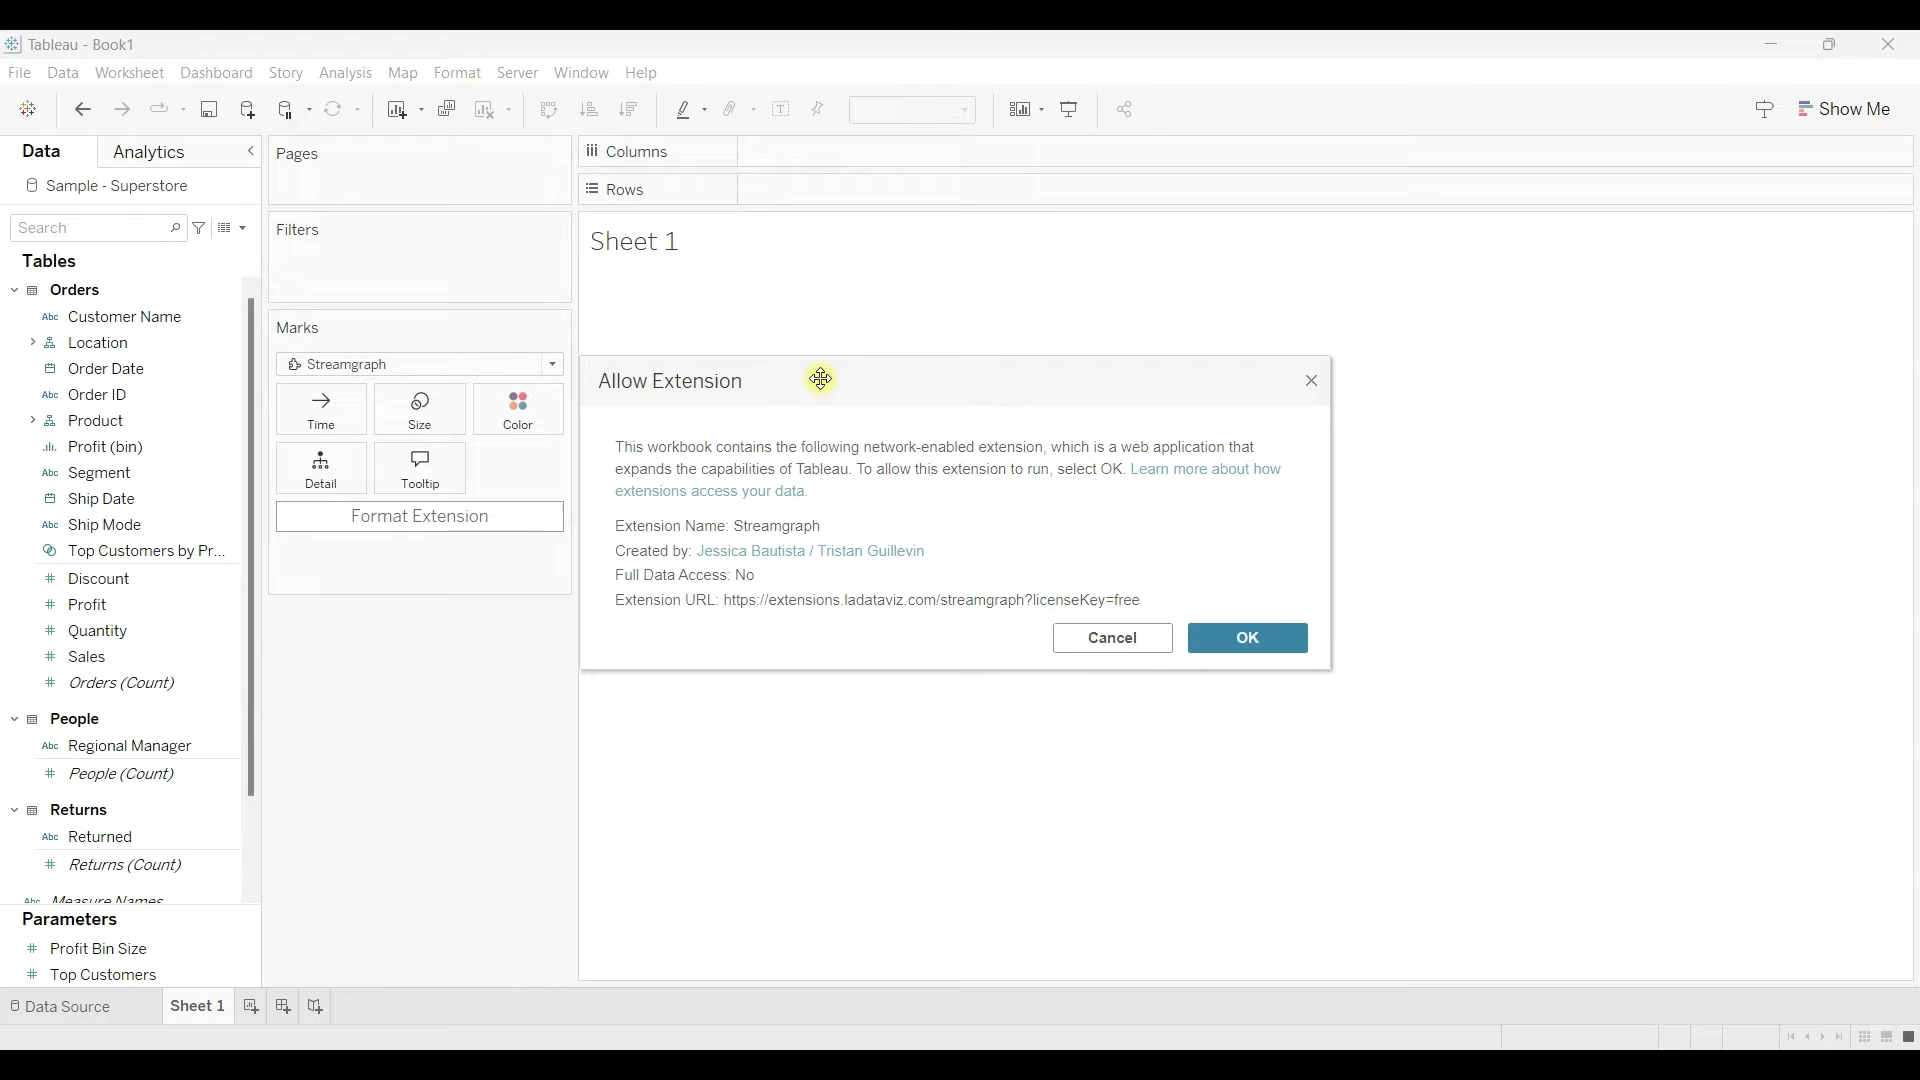 Tableau - Book1
File Data Worksheet Dashboard Story Analysis Map Format Server Window Help
Show Me
Data Analytics
Sample - Superstore
Search
Tables
Orders
Abc Customer Name
Location
Order Date
Abc Order ID
Product
Profit (bin)
Abc Segment
Ship Date
Abc Ship Mode
Top Customers by Pr...
# Discount
# Profit
# Quantity
# Sales
# Orders (Count)
People
Abc Regional Manager
# People (Count)
Returns
Abc Returned
# Returns (Count)
Abc Measure Names
Parameters
# Profit Bin Size
# Top Customers
Pages
Filters
Marks
Streamgraph
Time Size Color
Detail Tooltip
Format Extension
Columns
Rows
Sheet 1
Allow Extension
This workbook contains the following network-enabled extension, which is a web application that
expands the capabilities of Tableau. To allow this extension to run, select OK. Learn more about how
extensions access your data.
Extension Name: Streamgraph
Created by: Jessica Bautista / Tristan Guillevin
Full Data Access: No
Extension URL: https://extensions.ladataviz.com/streamgraph?licenseKey=free
Cancel OK
Data Source Sheet 1